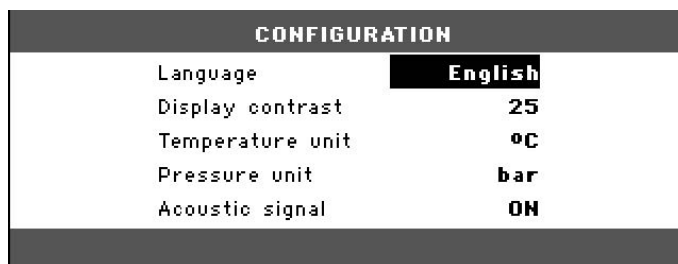 CONFIGURATION
Language English
Display contrast 25
Temperature unit ºC
Pressure unit bar
Acoustic signal ON